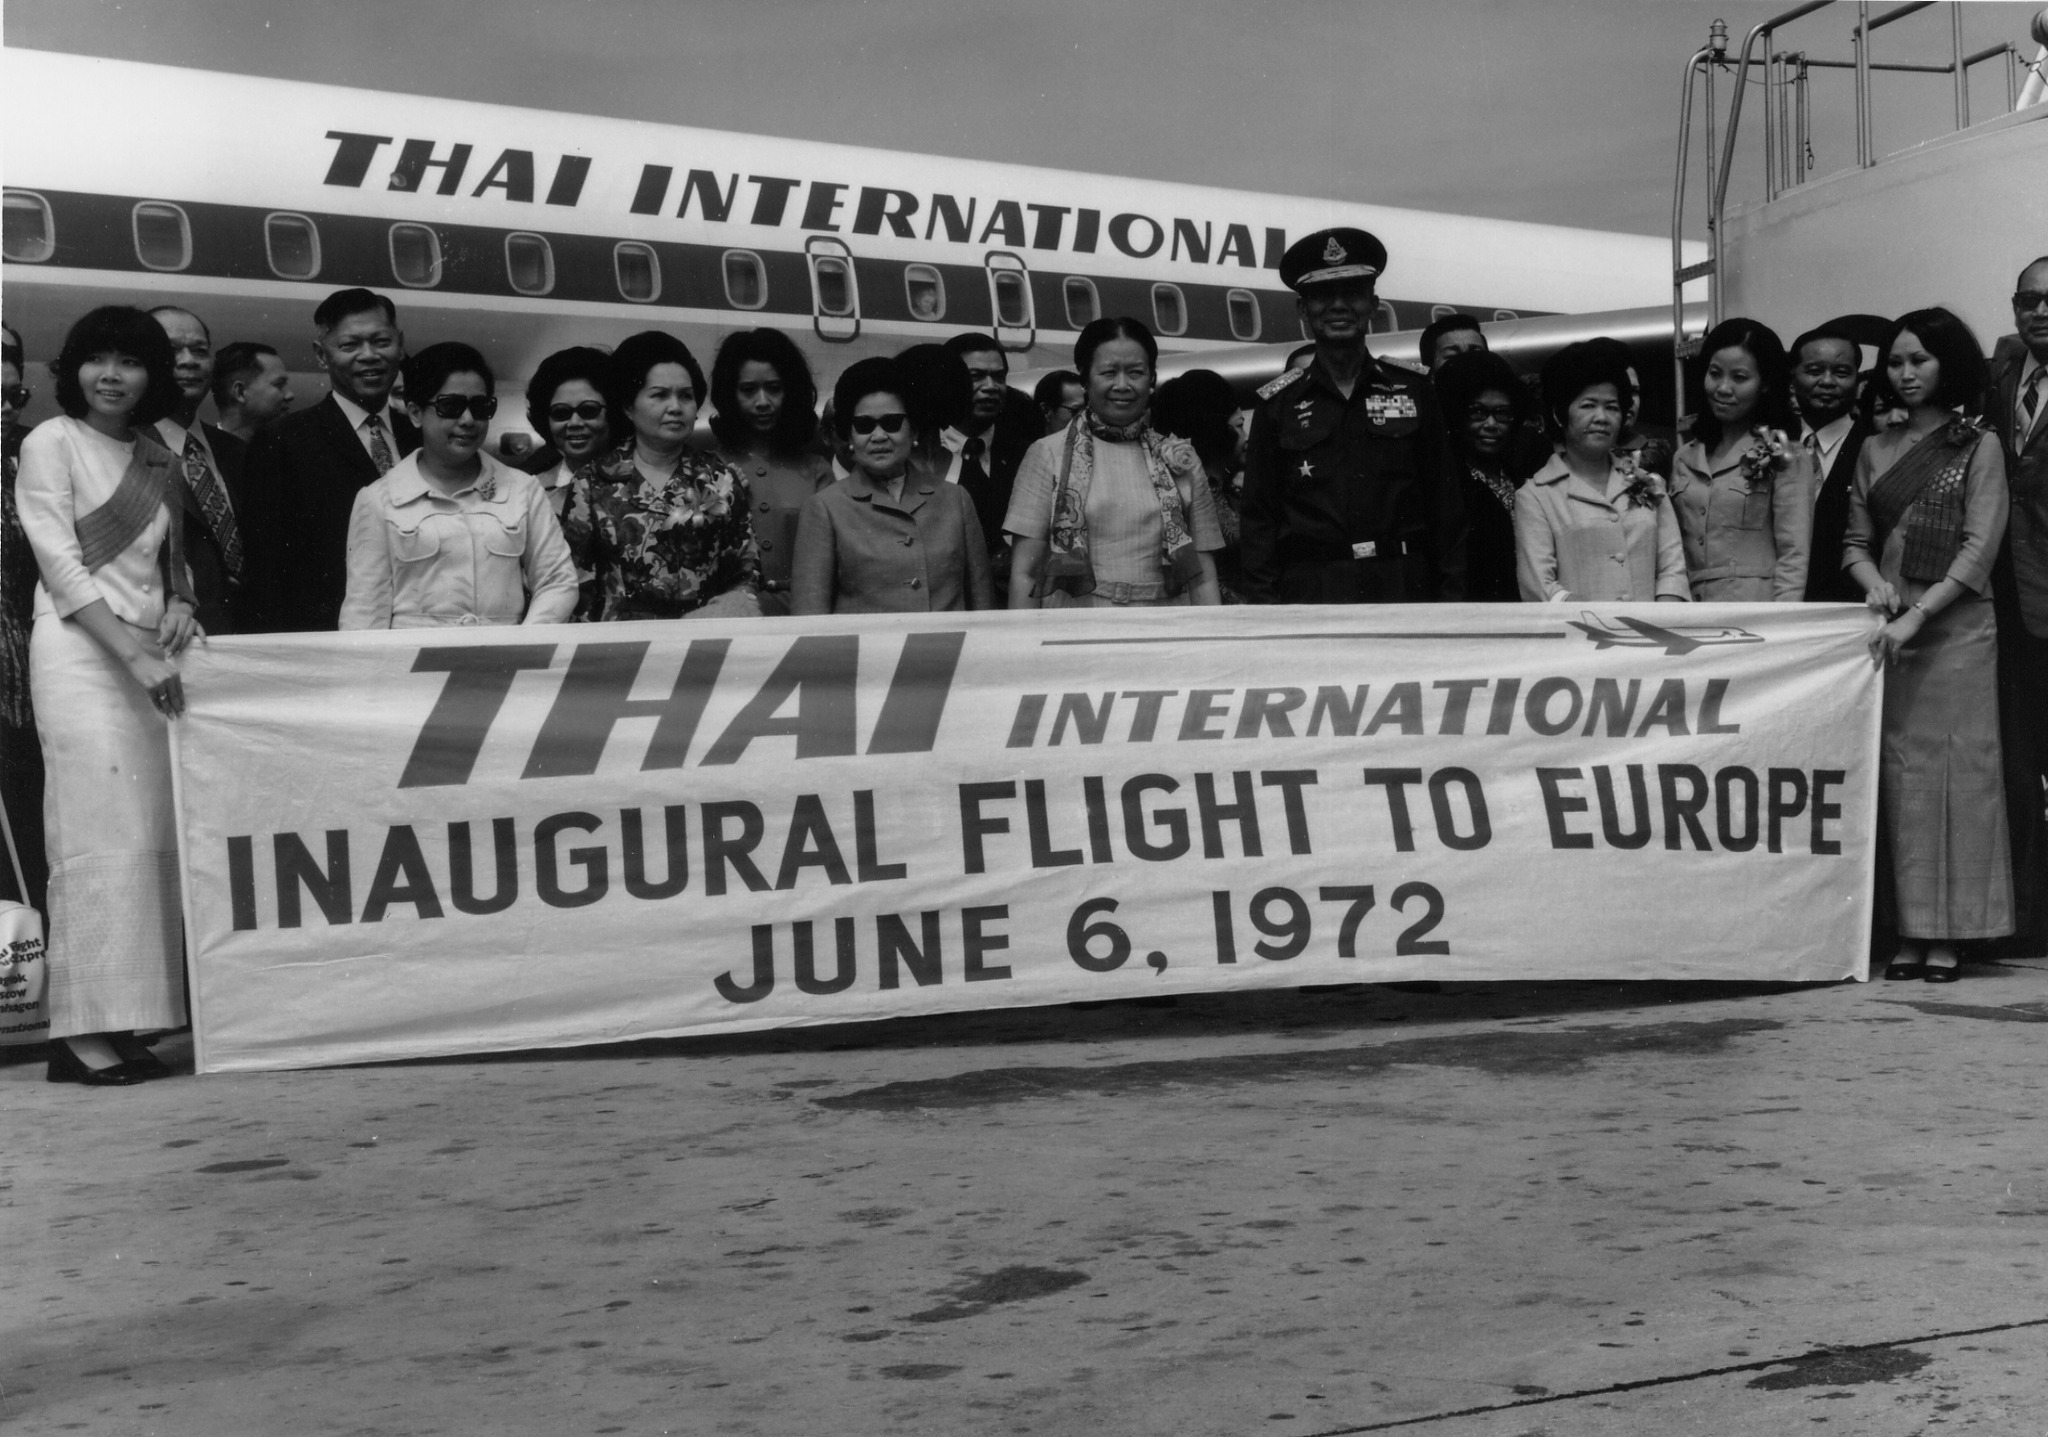 THAI INTERNATIONAL
THAI INTERNATIONAL
INAUGURAL FLIGHT TO EUROPE
JUNE 6, 1972